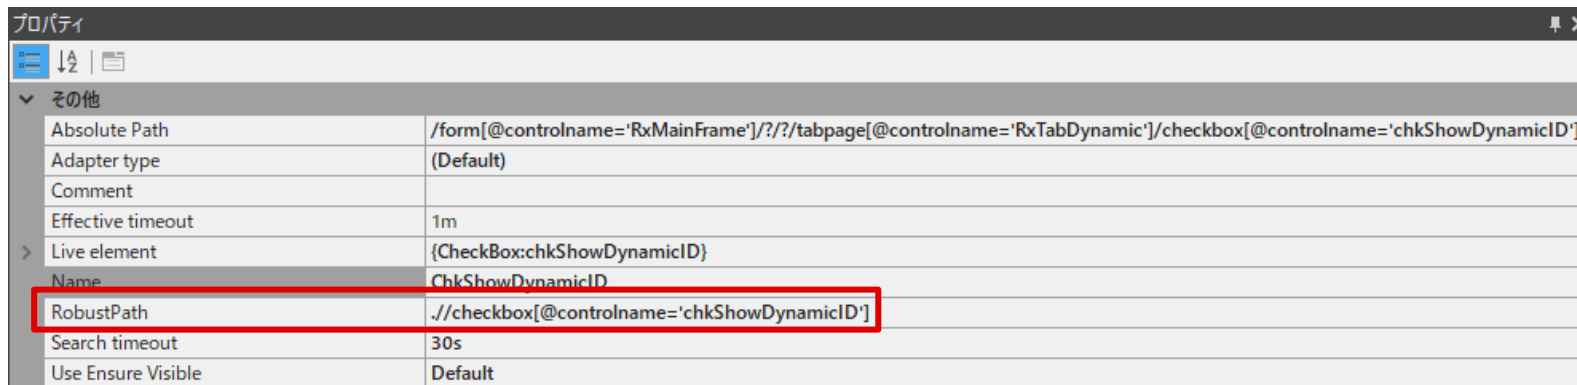 プロパティ
その他
Absolute Path /form[@controlname='RxMainFrame']/?/?/tabpage[@controlname='RxTabDynamic']/checkbox[@controlname='chkShowDynamicID']
Adapter type (Default)
Comment
Effective timeout 1m
Live element {CheckBox:chkShowDynamicID}
Name ChkShowDynamicID
RobustPath .//checkbox[@controlname='chkShowDynamicID']
Search timeout 30s
Use Ensure Visible Default